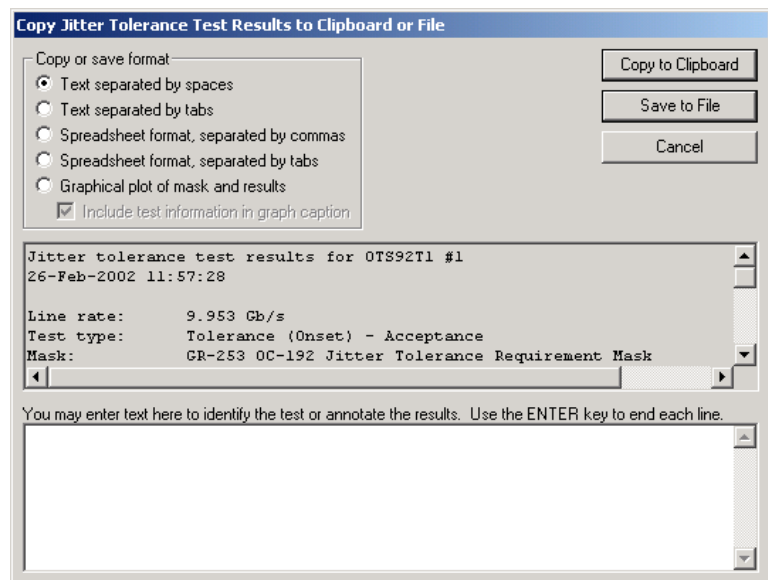 Copy Jitter Tolerance Test Results to Clipboard or File
Copy or save format
Text separated by spaces
Text separated by tabs
Spreadsheet format, separated by commas
Spreadsheet format, separated by tabs
Graphical plot of mask and results
Include test information in graph caption
Copy to Clipboard
Save to File
Cancel
Jitter tolerance test results for OTS92T1 #1
26-Feb-2002 11:57:28
Line rate: 9.953 Gb/s
Test type: Tolerance (Onset) - Acceptance
Mask: GR-253 OC-192 Jitter Tolerance Requirement Mask
You may enter text here to identify the test or annotate the results. Use the ENTER key to end each line.